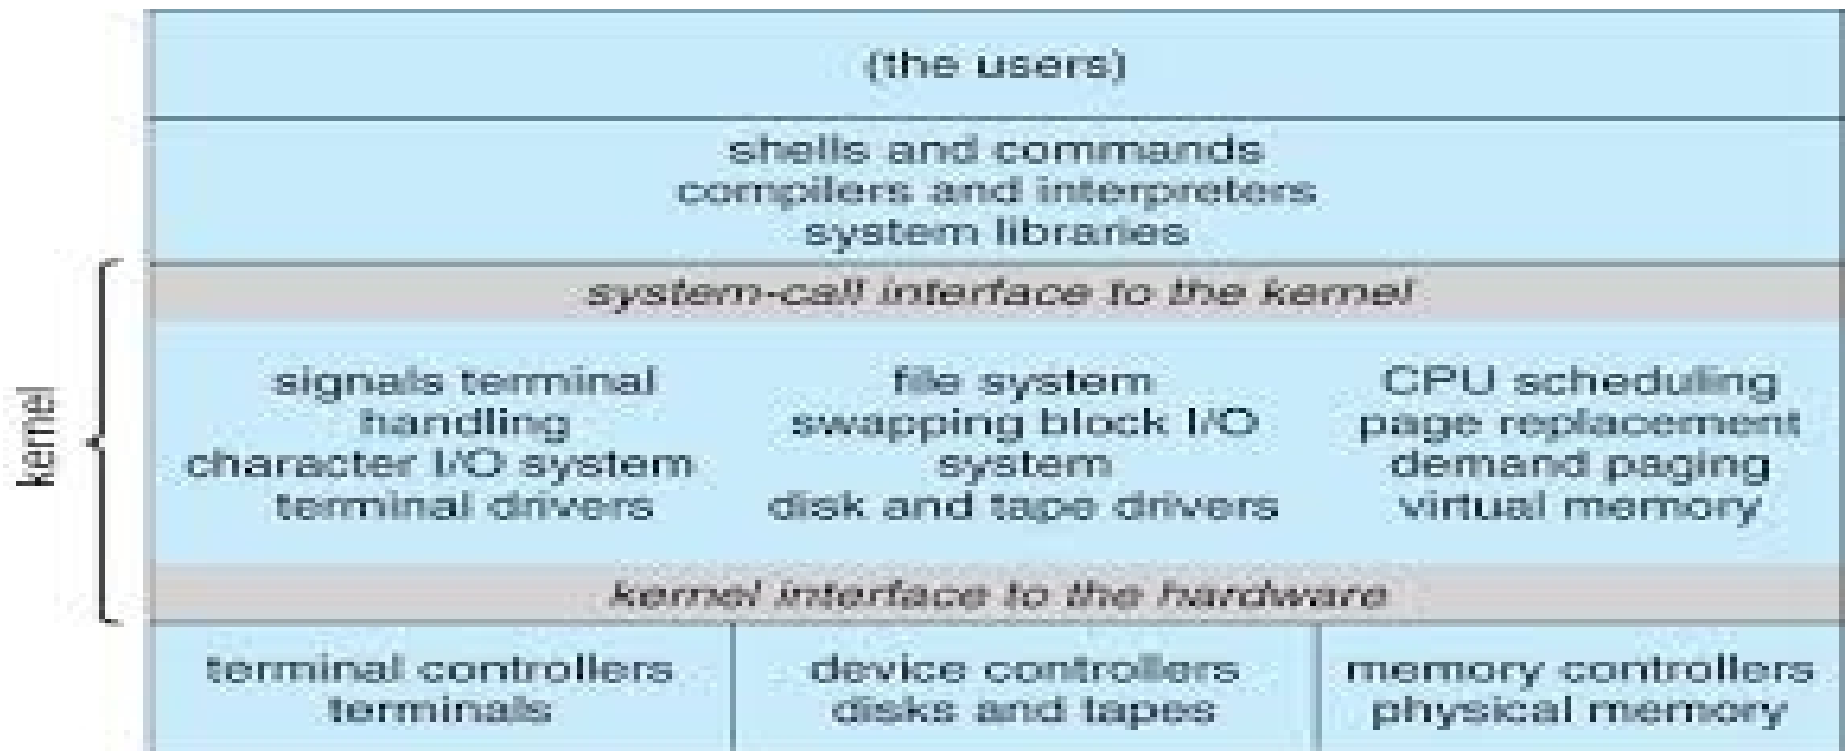 (the users)
shells and commands
compilers and interpreters
system libraries
system-call interface to the kernel
kernel
signals terminal
handling
character I/O system
terminal drivers
file system
swapping block I/O
system
disk and tape drivers
CPU scheduling
page replacement
demand paging
virtual memory
kernel interface to the hardware
terminal controllers
terminals
device controllers
disks and tapes
memory controllers
physical memory